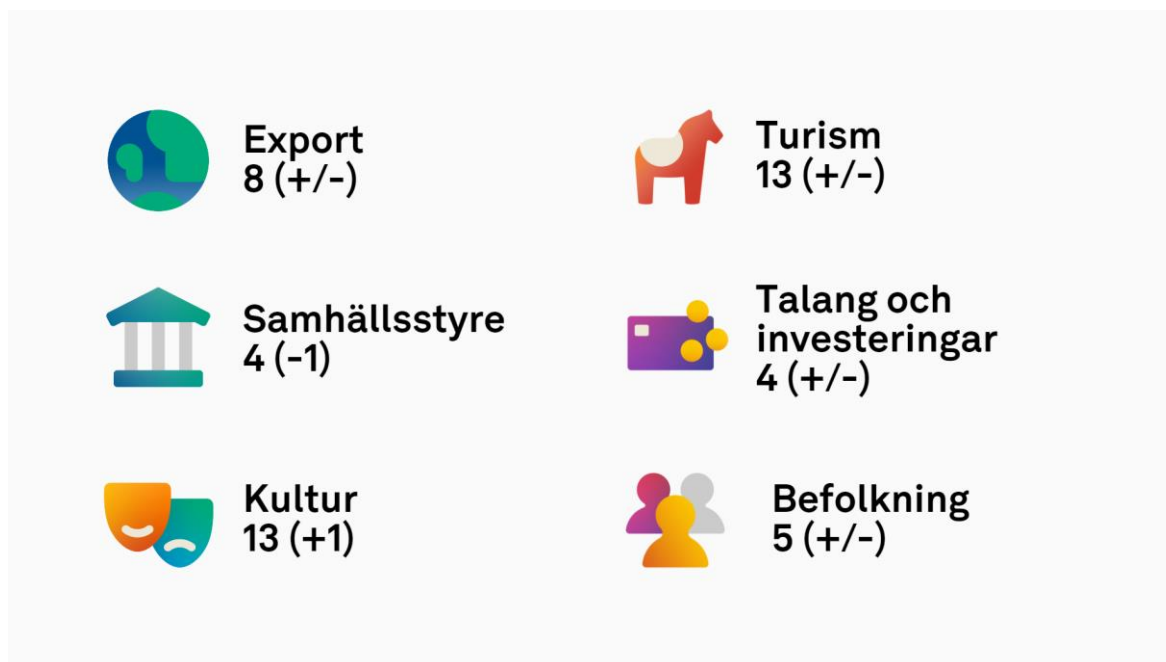 Export
8 (+/-)
Turism
13 (+/-)
Samhällsstyre
4 (-1)
Talang och
investeringar
4 (+/-)
Kultur
13 (+1)
Befolkning
5 (+/-)